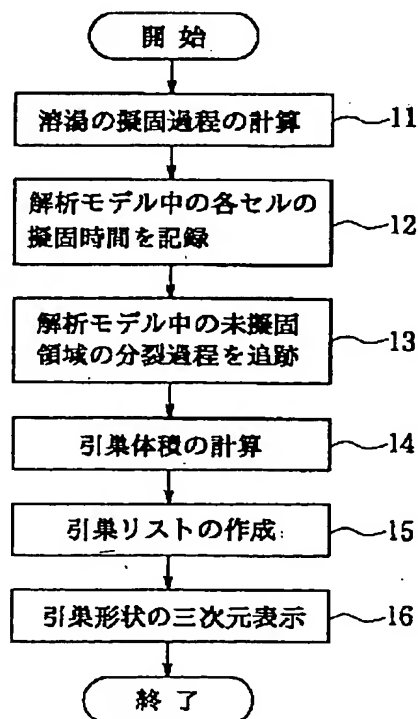 開始
溶湯の擬固過程の計算
11
解析モデル中の各セルの
擬固時間を記録
12
解析モデル中の未擬固
領域の分裂過程を追跡
13
引巣体積の計算
14
引巣リストの作成
15
引巣形状の三次元表示
16
終了